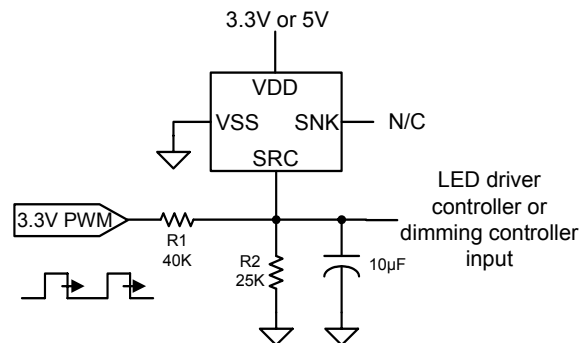 3.3V or 5V
VDD
VSS
SNK
N/C
SRC
3.3V PWM
R1
40K
R2
25K
10µF
LED driver
controller or
dimming controller
input